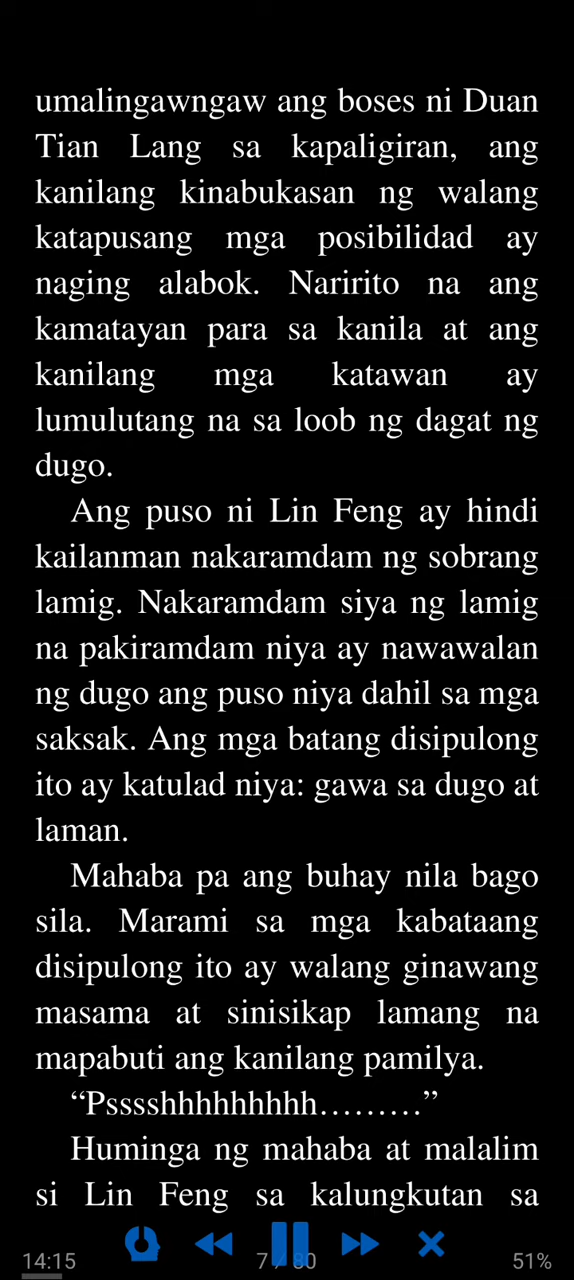 umalingawngaw ang boses ni Duan
Tian Lang sa kapaligiran, ang
kanilang kinabukasan ng walang
katapusang mga posibilidad ay
naging alabok. Naririto na ang
kamatayan para sa kanila at ang
kanilang mga katawan ay
lumulutang na sa loob ng dagat ng
dugo.
Ang puso ni Lin Feng ay hindi
kailanman nakaramdam ng sobrang
lamig. Nakaramdam siya ng lamig
na pakiramdam niya ay nawawalan
ng dugo ang puso niya dahil sa mga
saksak. Ang mga batang disipulong
ito ay katulad niya: gawa sa dugo at
laman.
Mahaba pa ang buhay nila bago
sila. Marami sa mga kabataang
disipulong ito ay walang ginawang
masama at sinisikap lamang na
mapabuti ang kanilang pamilya.
“Psssshhhhhhhhh………”
Huminga ng mahaba at malalim
si Lin Feng sa kalungkutan sa
14:15 7 / 80 51%